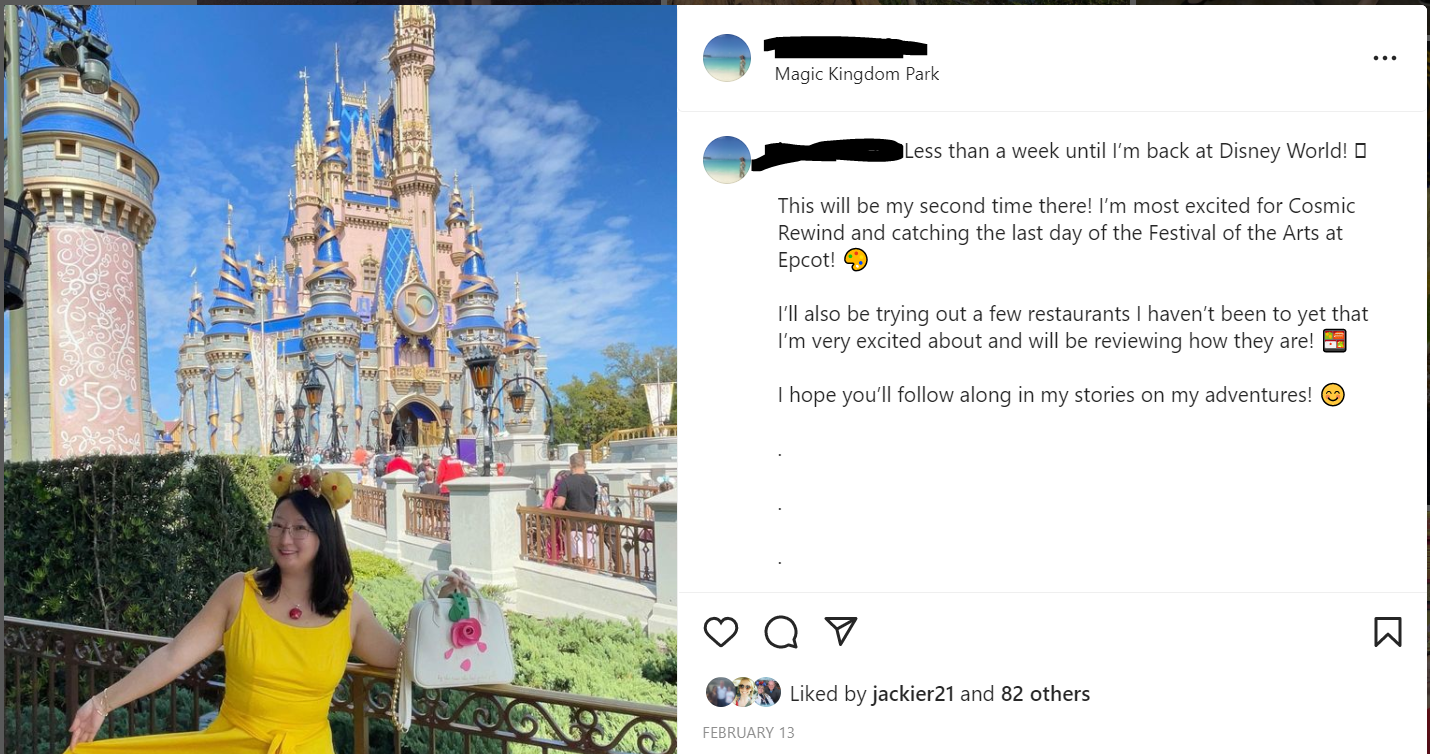 Magic Kingdom Park
Less than a week until I'm back at Disney World! 
This will be my second time there! I'm most excited for Cosmic
Rewind and catching the last day of the Festival of the Arts at
Epcot! 🎨
I'll also be trying out a few restaurants I haven't been to yet that
I'm very excited about and will be reviewing how they are! 🍱
I hope you'll follow along in my stories on my adventures! 😊
.
.
.
Liked by jackier21 and 82 others
FEBRUARY 13
50
50